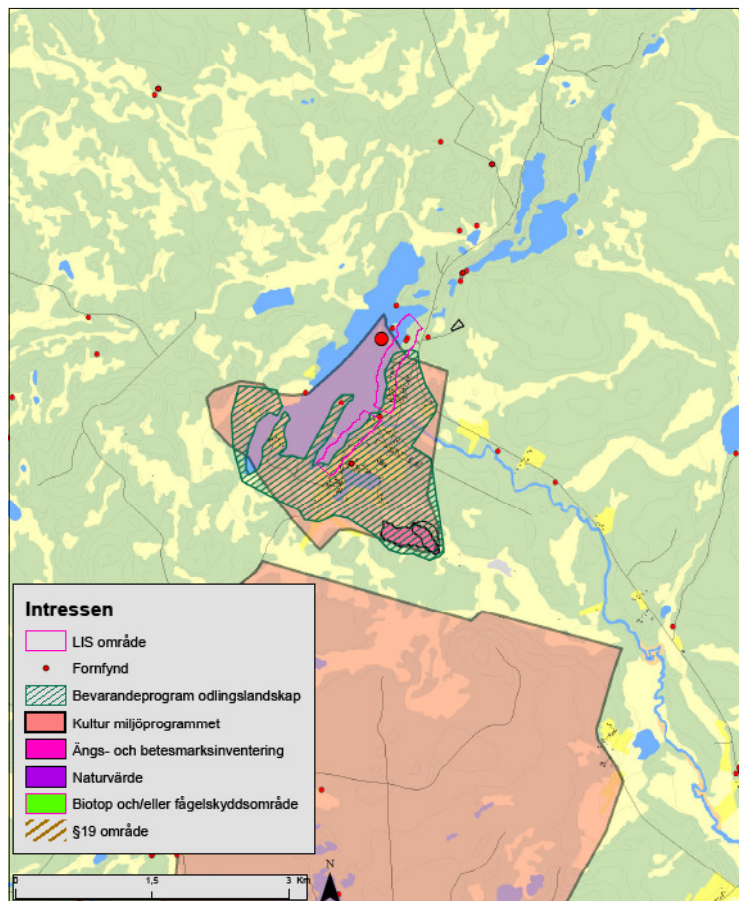 Intressen
LIS område
Fornfynd
Bevarandeprogram odlingslandskap
Kultur miljöprogrammet
Ängs- och betesmarksinventering
Naturvärde
Biotop och/eller fågelskyddsområde
§19 område
0 1,5 3 Km
N